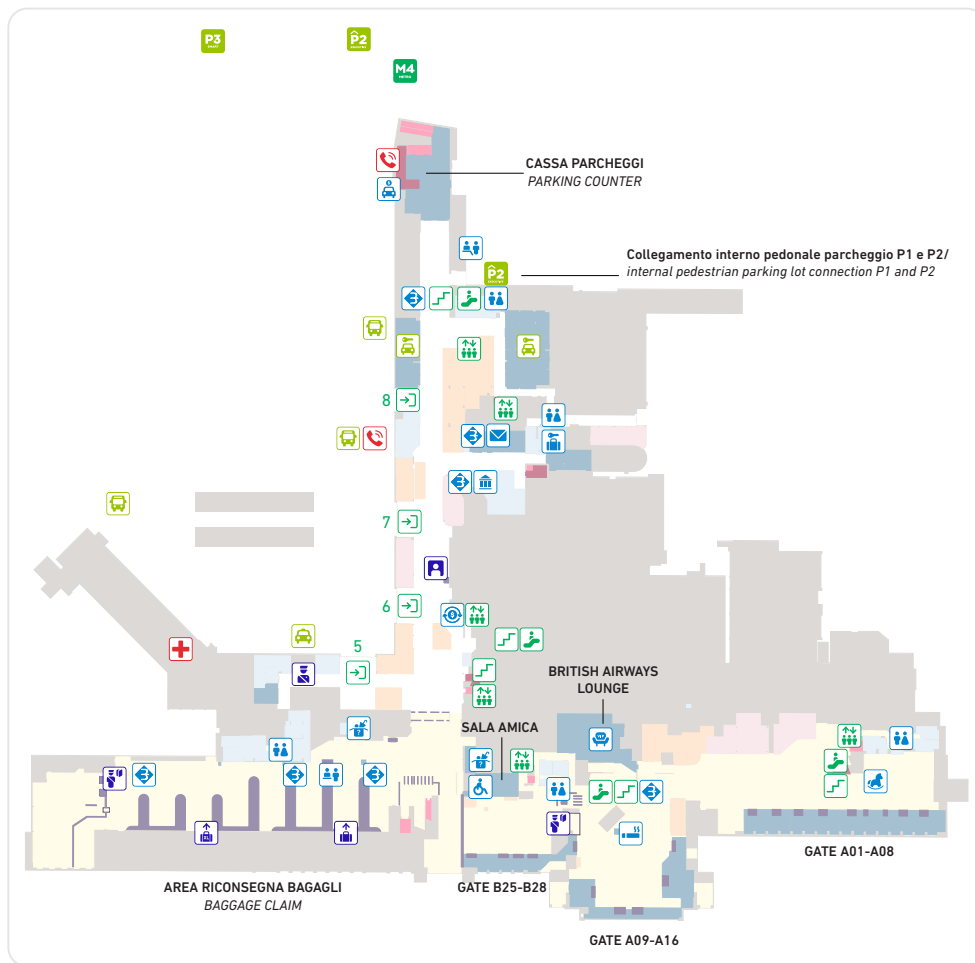 P3
P2
M4
METRO
CASSA PARCHEGGI
PARKING COUNTER
Collegamento interno pedonale parcheggio P1 e P2/
internal pedestrian parking lot connection P1 and P2
P2
8
7
6
5
BRITISH AIRWAYS
LOUNGE
SALA AMICA
GATE A01-A08
AREA RICONSEGNA BAGAGLI
BAGGAGE CLAIM
GATE B25-B28
GATE A09-A16